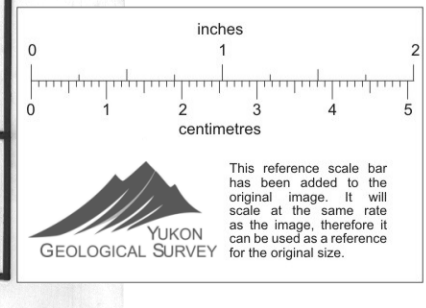 inches
0 1 2
0 1 2 3 4 5
centimetres
This reference scale bar
has been added to the
original image. It will
scale at the same rate
as the image, therefore it
can be used as a reference
for the original size.
YUKON
GEOLOGICAL SURVEY